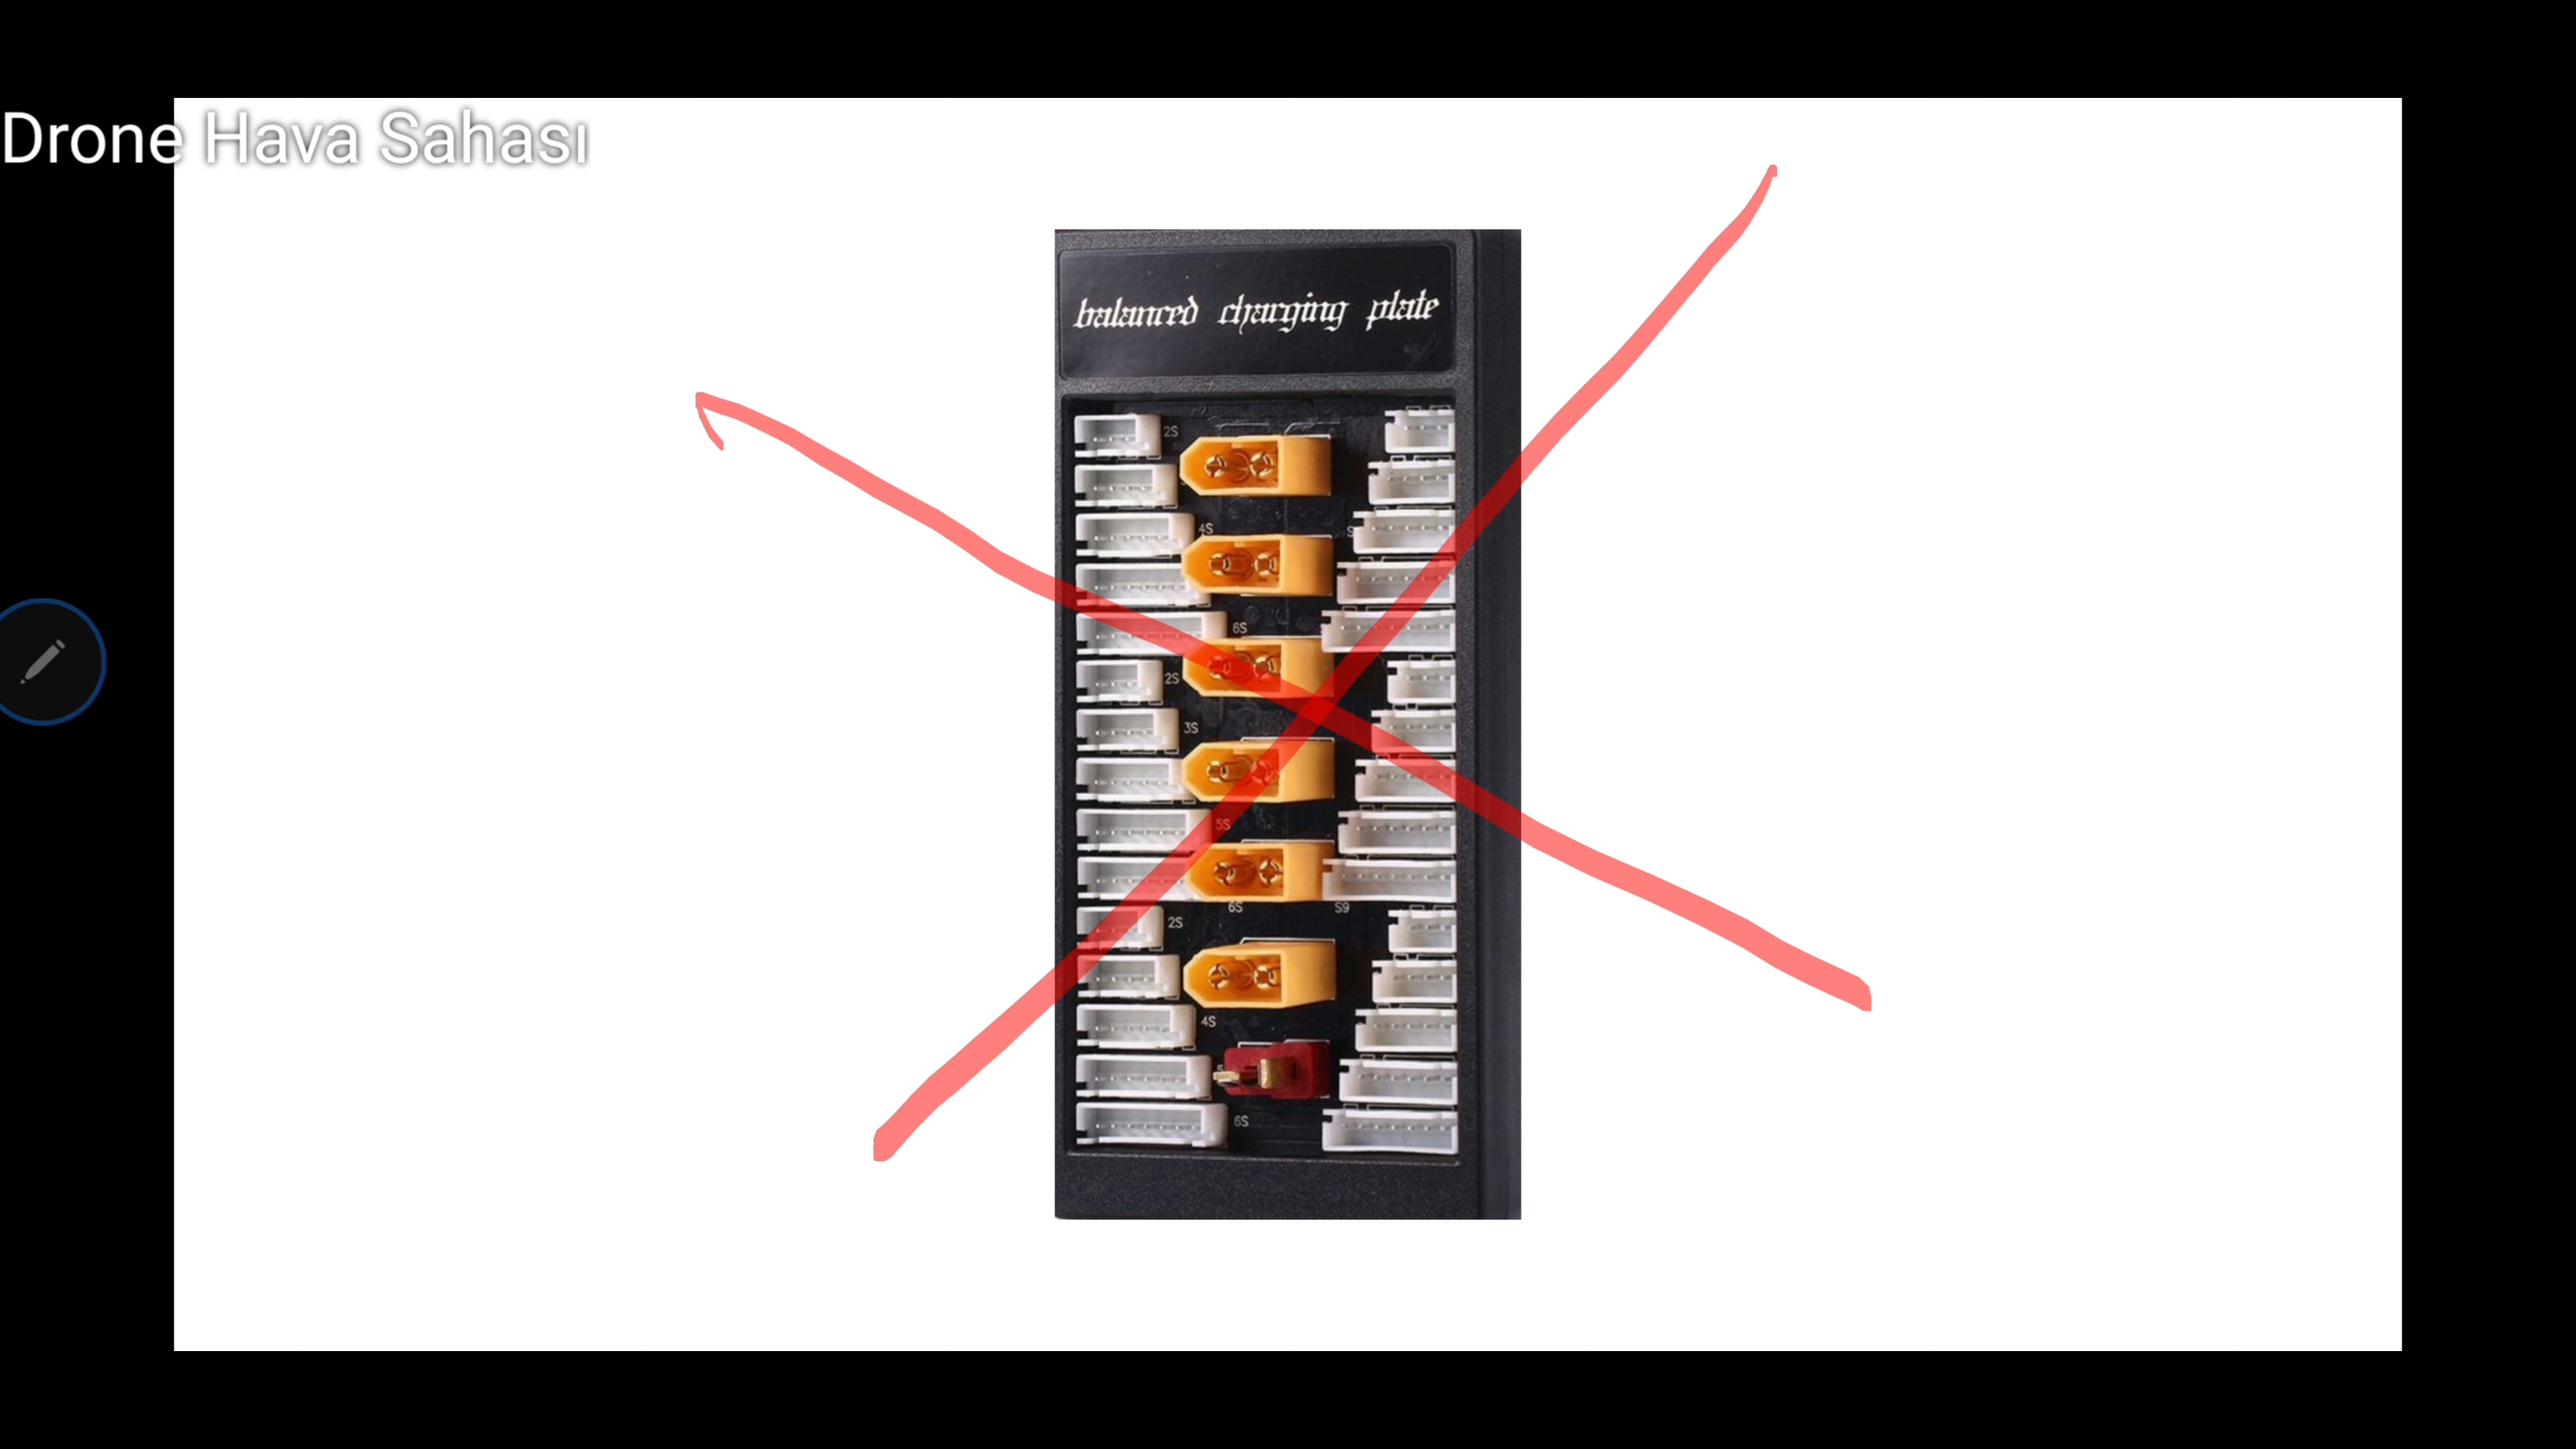 Drone Hava Sahası
balanced charging plate
2S
4S
6S
2S
3S
5S
6S
S9
2S
4S
6S